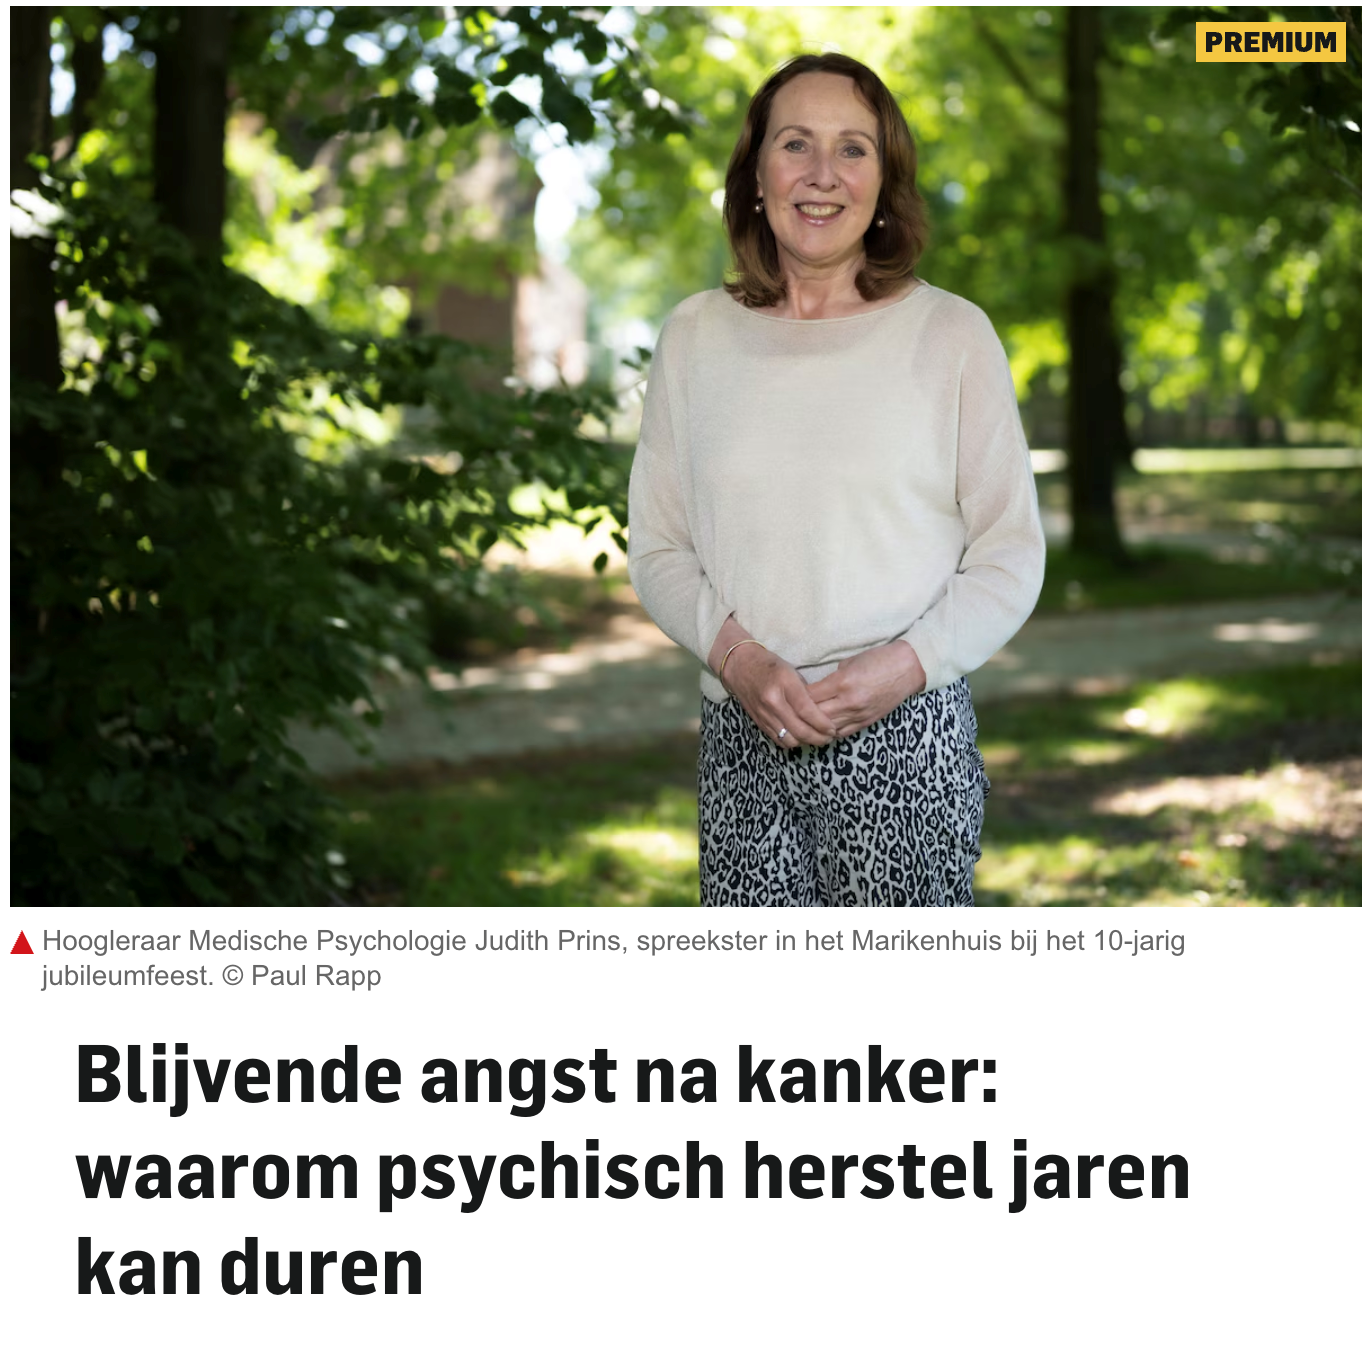 PREMIUM
Hoogleraar Medische Psychologie Judith Prins, spreekster in het Marikenhuis bij het 10-jarig
jubileumfeest. © Paul Rapp
Blijvende angst na kanker:
waarom psychisch herstel jaren
kan duren